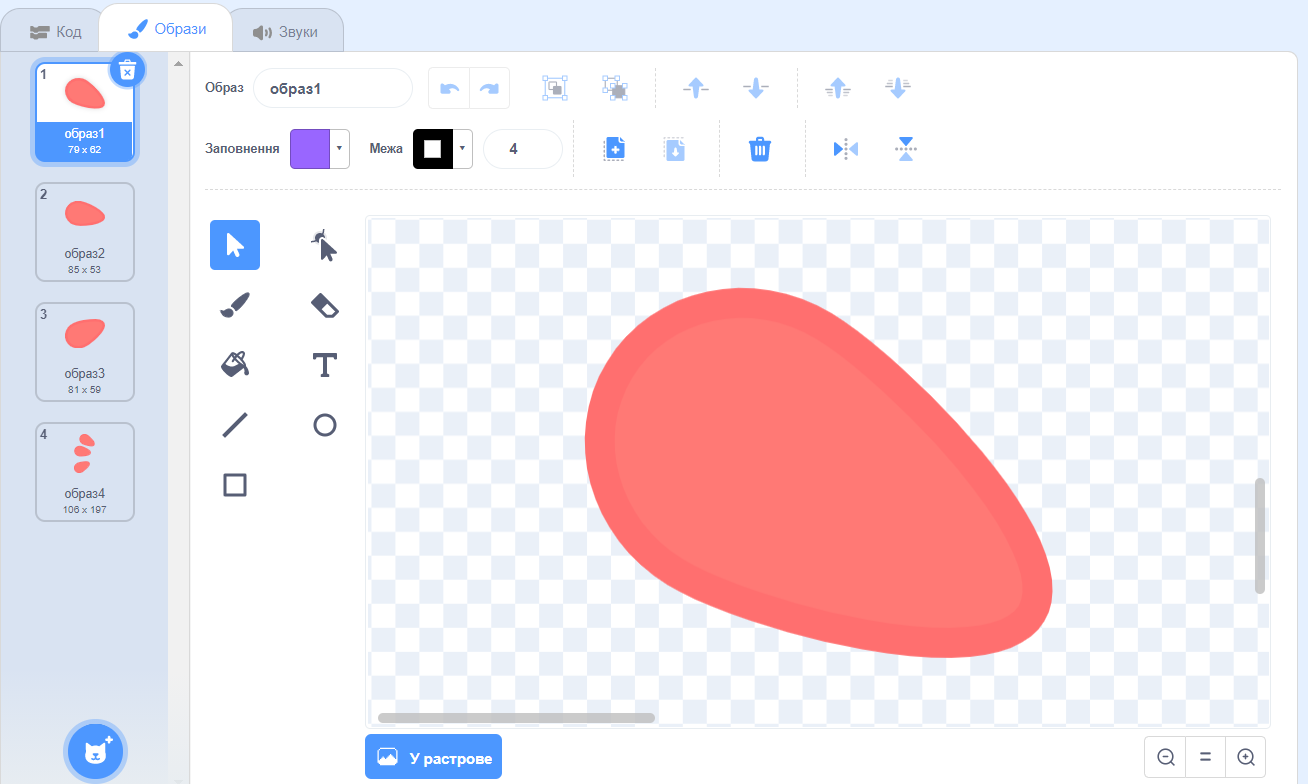 Код
Образи
Звуки
1
образ1
79 x 62
2
образ2
85 x 53
3
образ3
81 x 59
4
образ4
106 x 197
Образ
образ1
Заповнення
Межа
4
У растрове